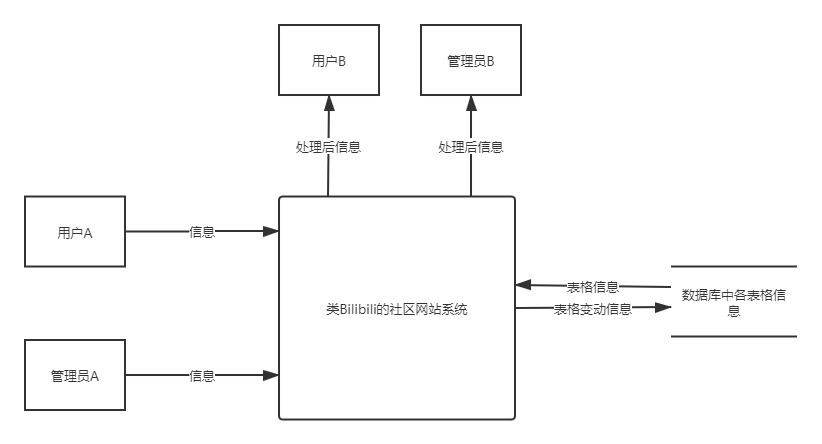 用户B
管理员B
处理后信息
处理后信息
用户A
信息
类Bilibili的社区网站系统
表格信息
表格变动信息
数据库中各表格信
息
管理员A
信息